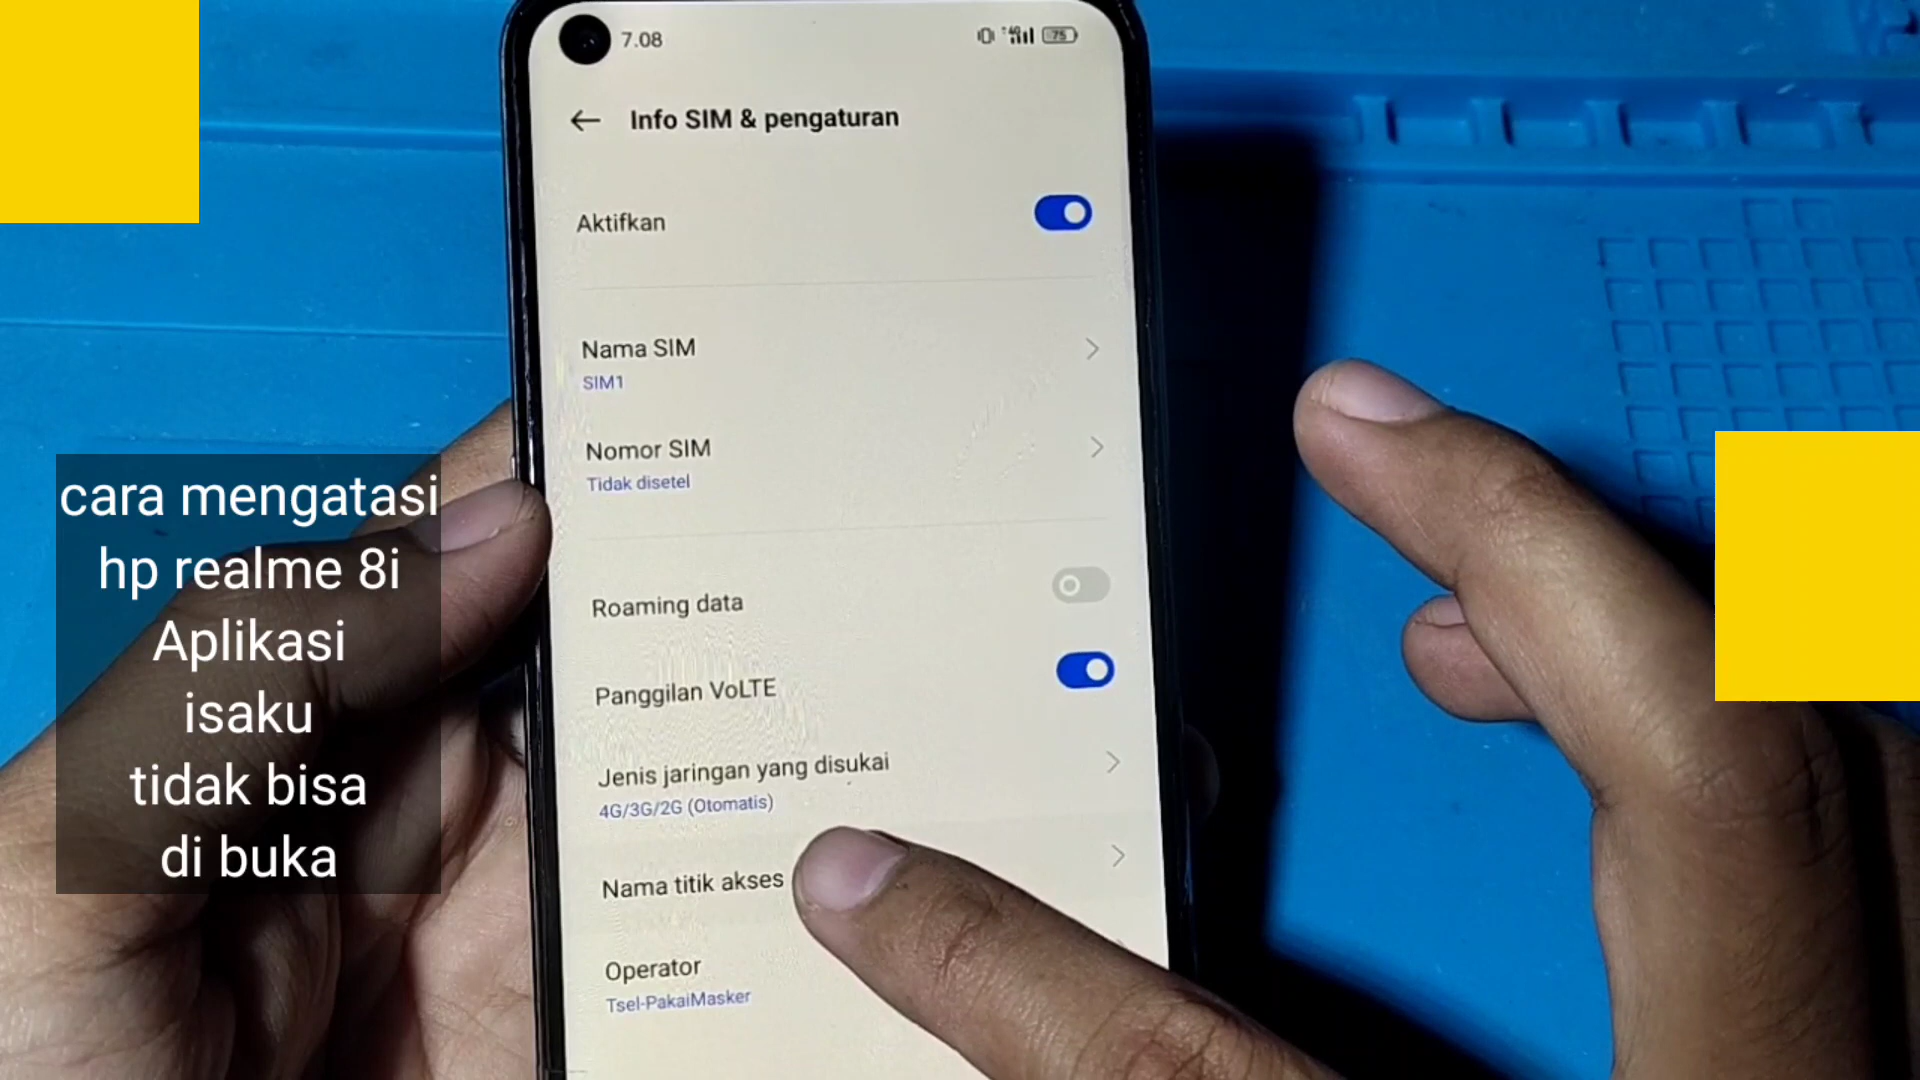 7.08
4G
75
Info SIM & pengaturan
Aktifkan
Nama SIM
SIM1
Nomor SIM
Tidak disetel
Roaming data
Panggilan VoLTE
Jenis jaringan yang disukai
4G/3G/2G (Otomatis)
Nama titik akses
Operator
Tsel-PakaiMasker
cara mengatasi
hp realme 8i
Aplikasi
isaku
tidak bisa
di buka